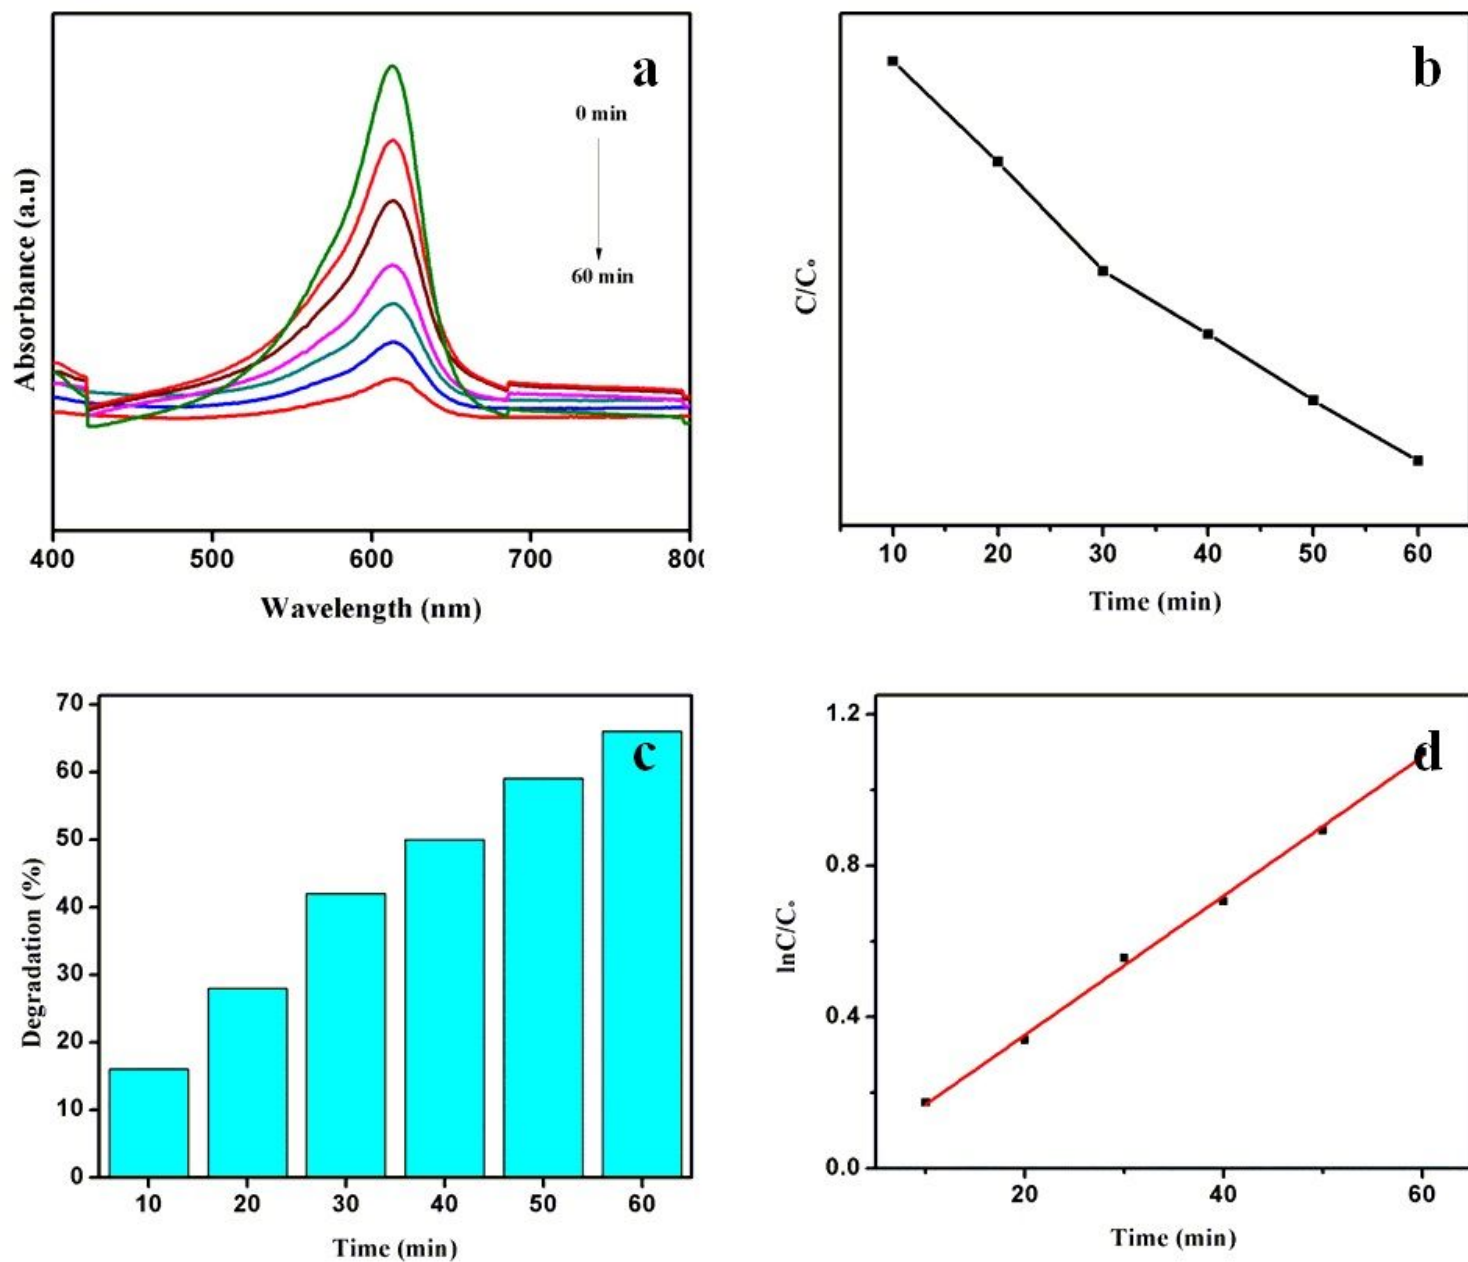 a
0 min
60 min
Absorbance (a.u)
400 500 600 700 80
Wavelength (nm)
b
C/C₀
10 20 30 40 50 60
Time (min)
c
70
60
50
40
30
20
10
0
Degradation (%)
10 20 30 40 50 60
Time (min)
d
1.2
0.8
0.4
0.0
lnC/C₀
20 40 60
Time (min)